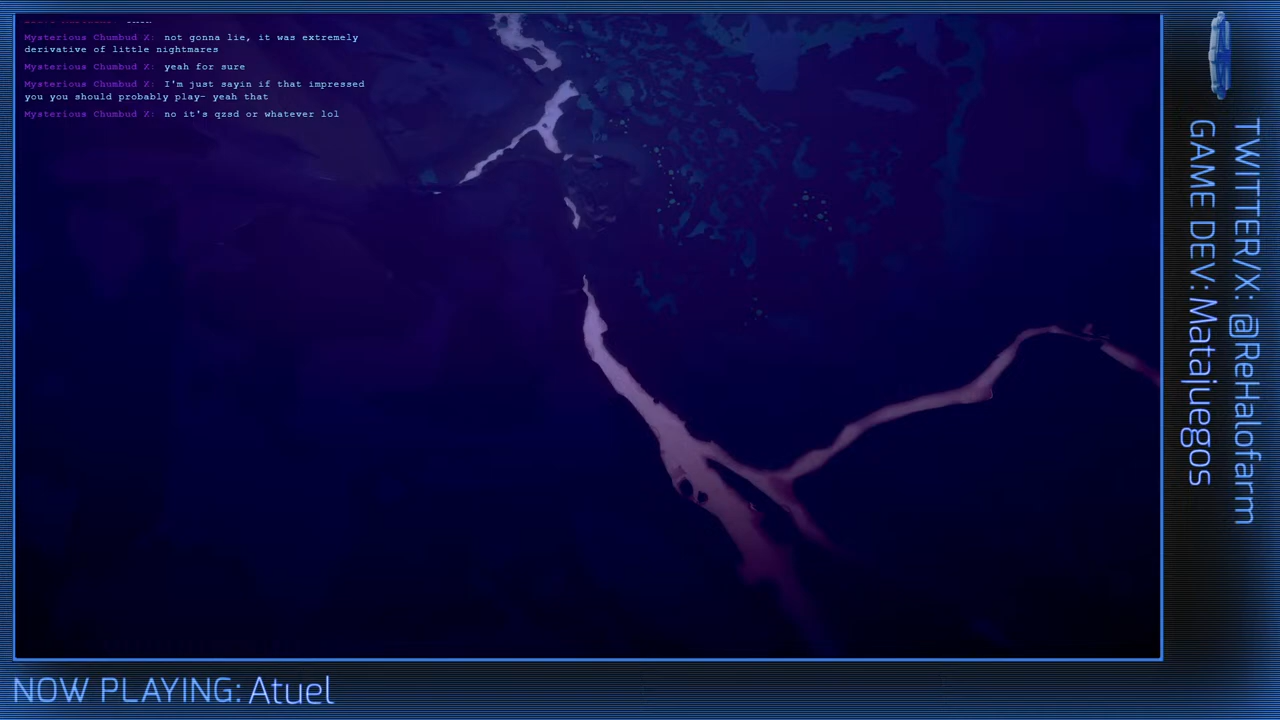 Mysterious Chumbud X: not gonna lie, it was extremely
derivative of little nightmares
Mysterious Chumbud X: yeah for sure
Mysterious Chumbud X: I'm just sayin if that impressed
you you should probably play- yeah that
Mysterious Chumbud X: no it's qzsd or whatever lol
TWITTER/X: @ReHalofarm
GAME DEV: Matajuegos
NOW PLAYING: Atuel